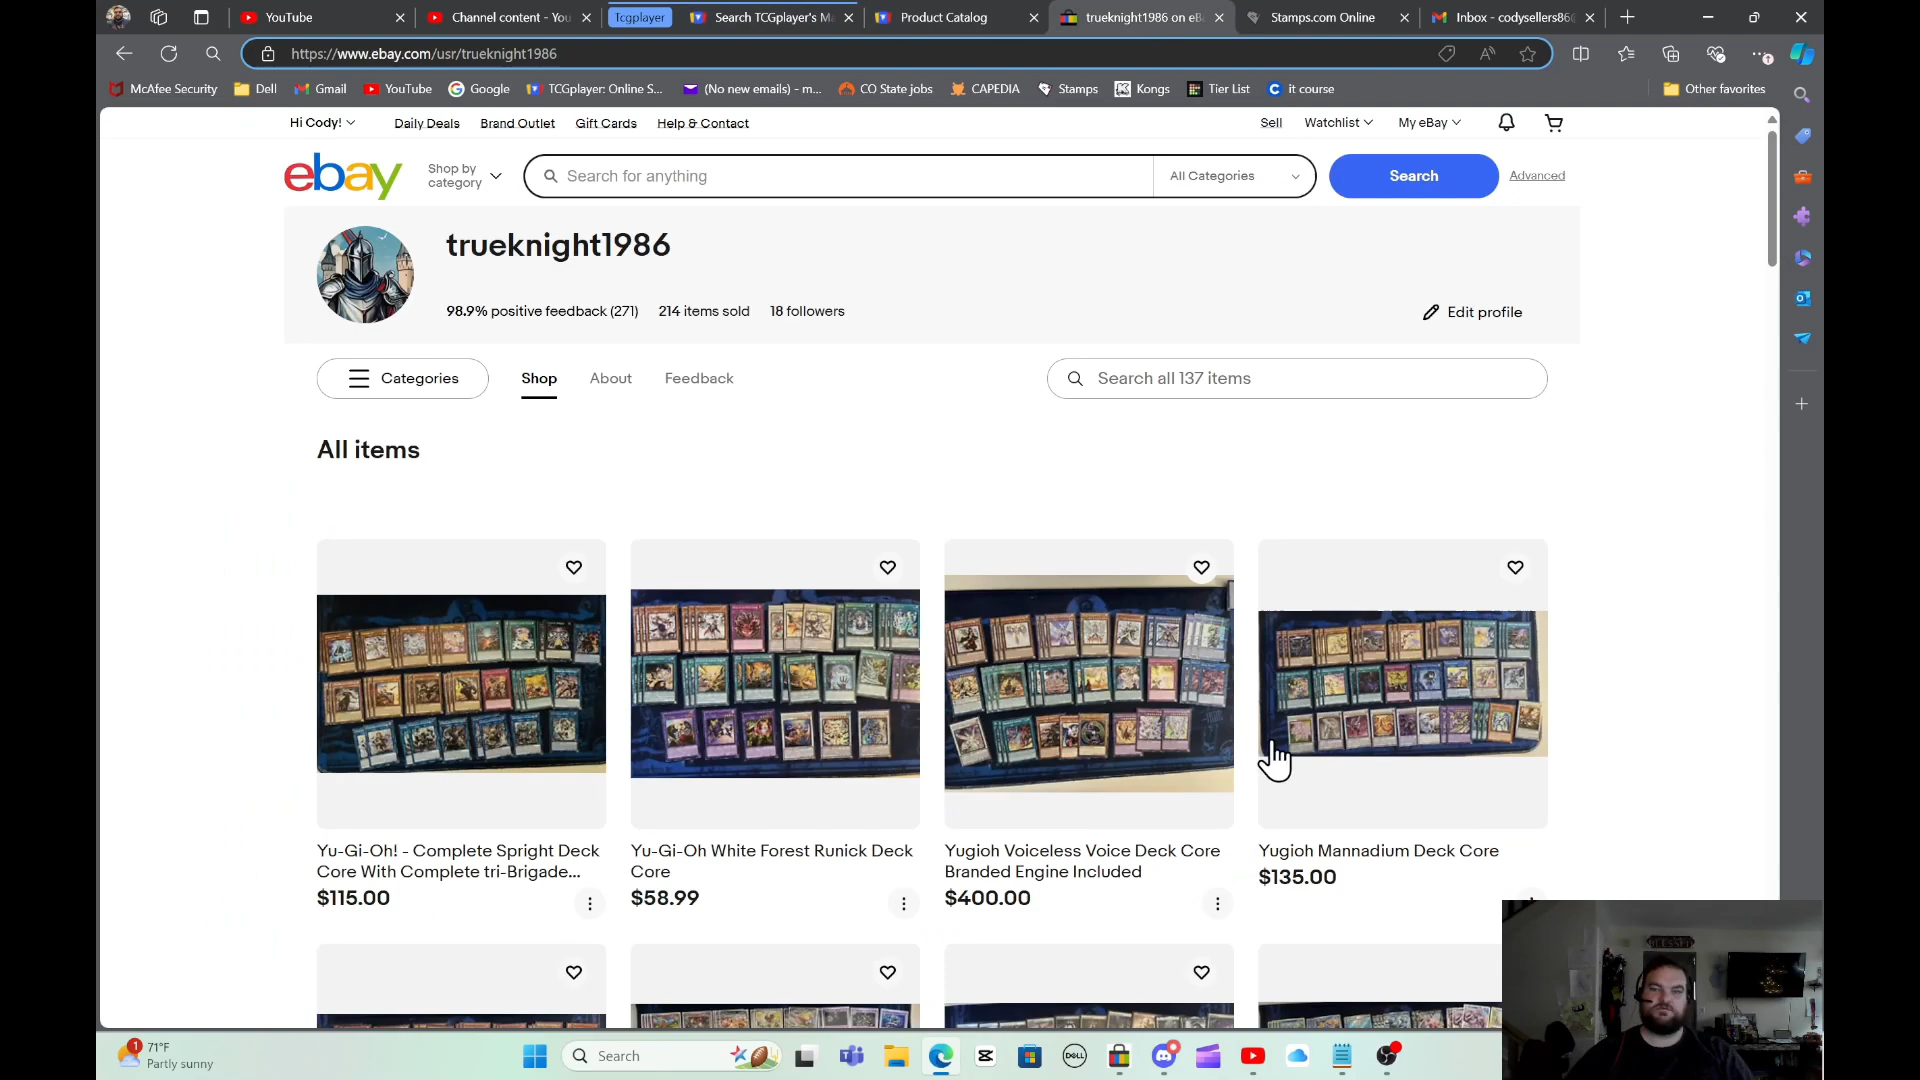 YouTube
Channel content - You
Tcgplayer
Search TCGplayer's Ma
Product Catalog
trueknight1986 on eB
Stamps.com Online
Inbox - codysellers86@
https://www.ebay.com/usr/trueknight1986
McAfee Security
Dell
Gmail
YouTube
Google
TCGplayer: Online S...
(No new emails) - m...
CO State jobs
CAPEDIA
Stamps
Kongs
Tier List
it course
Other favorites
Hi Cody!
Daily Deals
Brand Outlet
Gift Cards
Help & Contact
Sell
Watchlist
My eBay
ebay
Shop by
category
Search for anything
All Categories
Search
Advanced
trueknight1986
98.9% positive feedback (271)
214 items sold
18 followers
Edit profile
Categories
Shop
About
Feedback
Search all 137 items
All items
Yu-Gi-Oh! - Complete Spright Deck
Core With Complete tri-Brigade...
$115.00
Yu-Gi-Oh White Forest Runick Deck
Core
$58.99
Yugioh Voiceless Voice Deck Core
Branded Engine Included
$400.00
Yugioh Mannadium Deck Core
$135.00
1
71°F
Partly sunny
Search
DELL